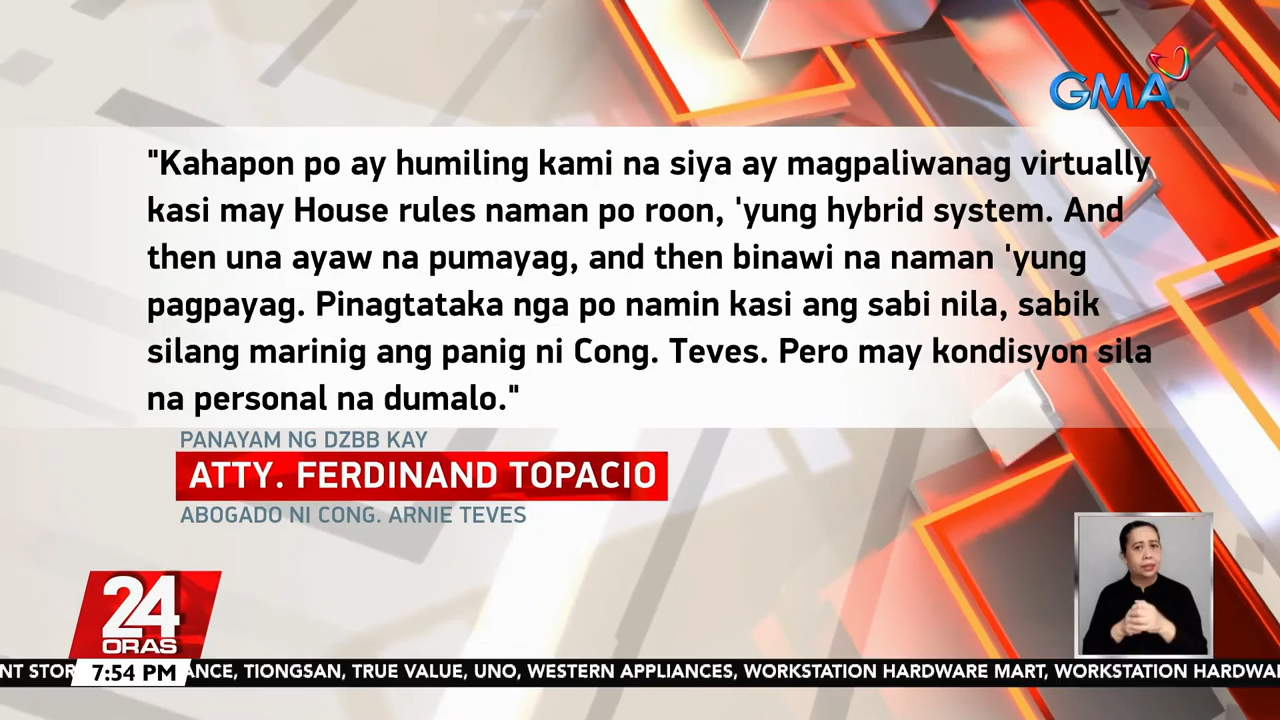 GMA
"Kahapon po ay humiling kami na siya ay magpaliwanag virtually
kasi may House rules naman po roon, 'yung hybrid system. And
then una ayaw na pumayag, and then binawi na naman 'yung
pagpayag. Pinagtataka nga po namin kasi ang sabi nila, sabik
silang marinig ang panig ni Cong. Teves. Pero may kondisyon sila
na personal na dumalo."
PANAYAM NG DZBB KAY
ATTY. FERDINAND TOPACIO
ABOGADO NI CONG. ARNIE TEVES
24
ORAS
7:54 PM
TIONGSAN, TRUE VALUE, UNO, WESTERN APPLIANCES, WORKSTATION HARDWARE MART, WORKSTATION